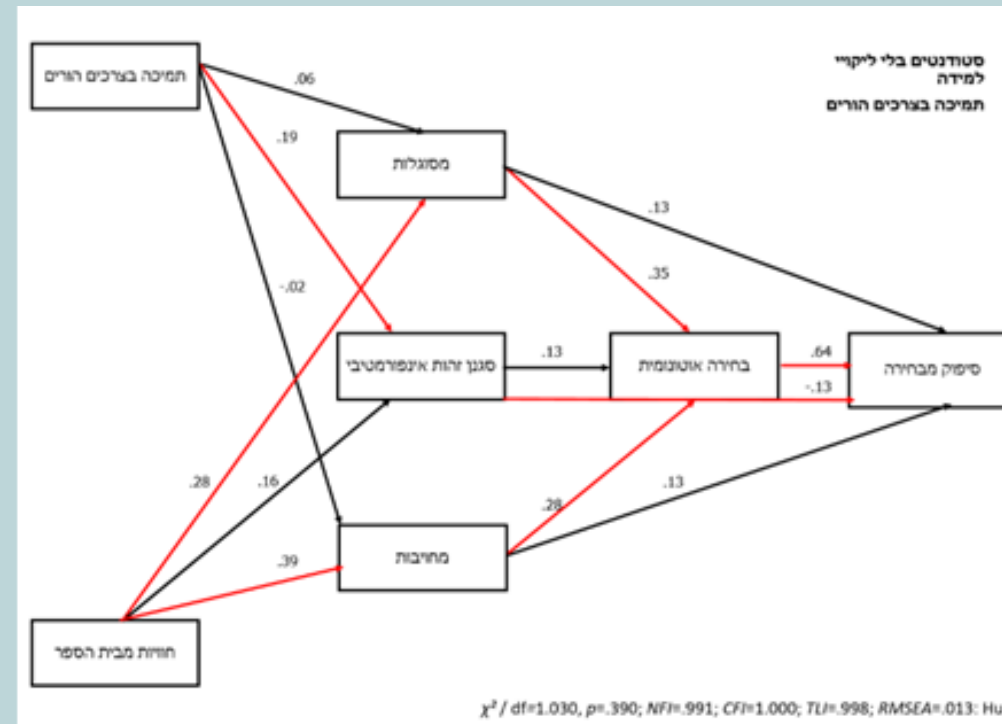 סטודנטים בלי ליקויי
למידה
תמיכה בצרכים הורים
תמיכה בצרכים הורים
.06
.19
מסוגלות
.13
.35
-.02
סגנון זהות אינפורמטיבי
.13
בחירה אוטונומית
.64
-.13
סיפוק מבחירה
.28
.16
.28
.13
מחויבות
.39
חוויות מבית הספר
χ² / df=1.030, p=.390; NFI=.991; CFI=1.000; TLI=.998; RMSEA=.013: Hu